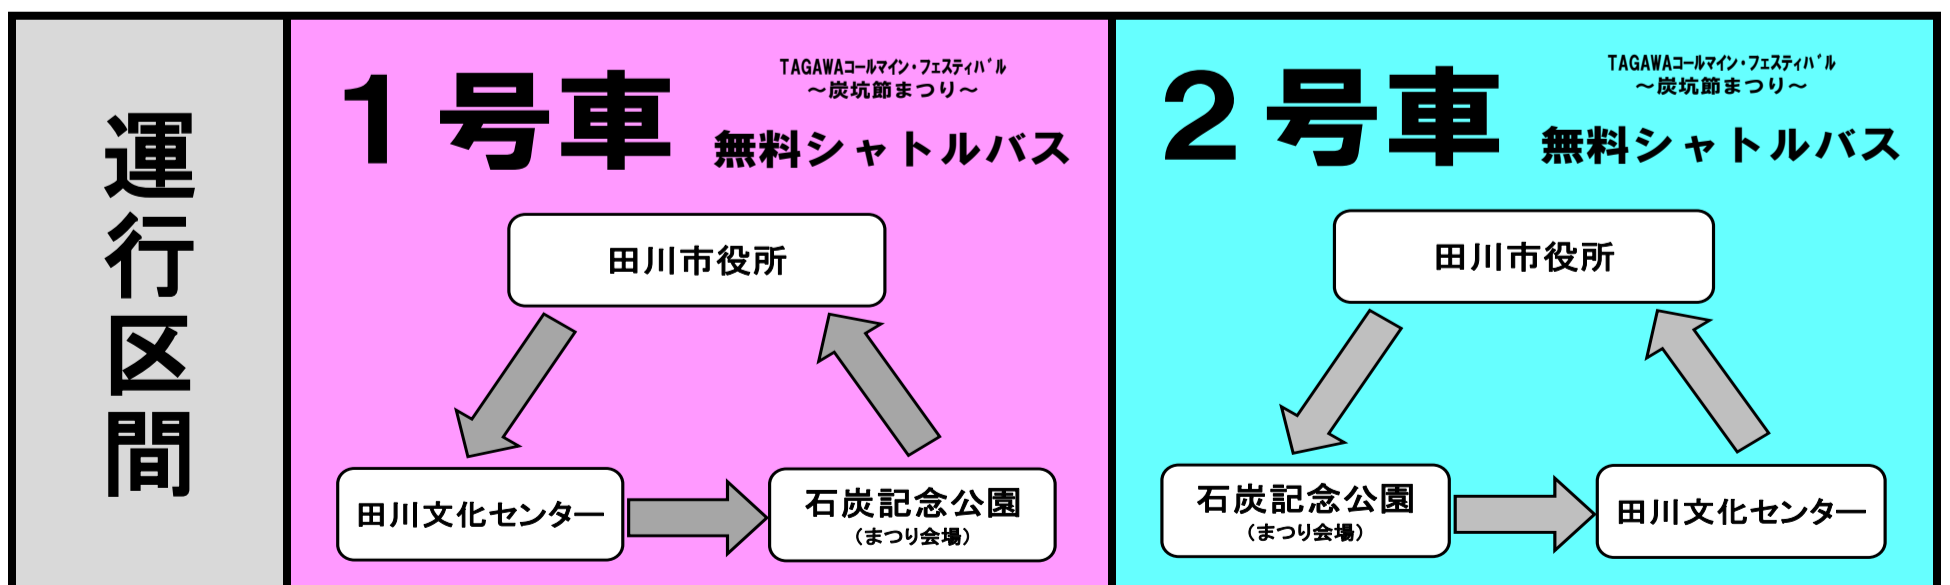 運行区間
1号車
TAGAWAコールマイン・フェスティバル
～炭坑節まつり～
無料シャトルバス
田川市役所
田川文化センター
石炭記念公園
（まつり会場）
2号車
TAGAWAコールマイン・フェスティバル
～炭坑節まつり～
無料シャトルバス
田川市役所
石炭記念公園
（まつり会場）
田川文化センター